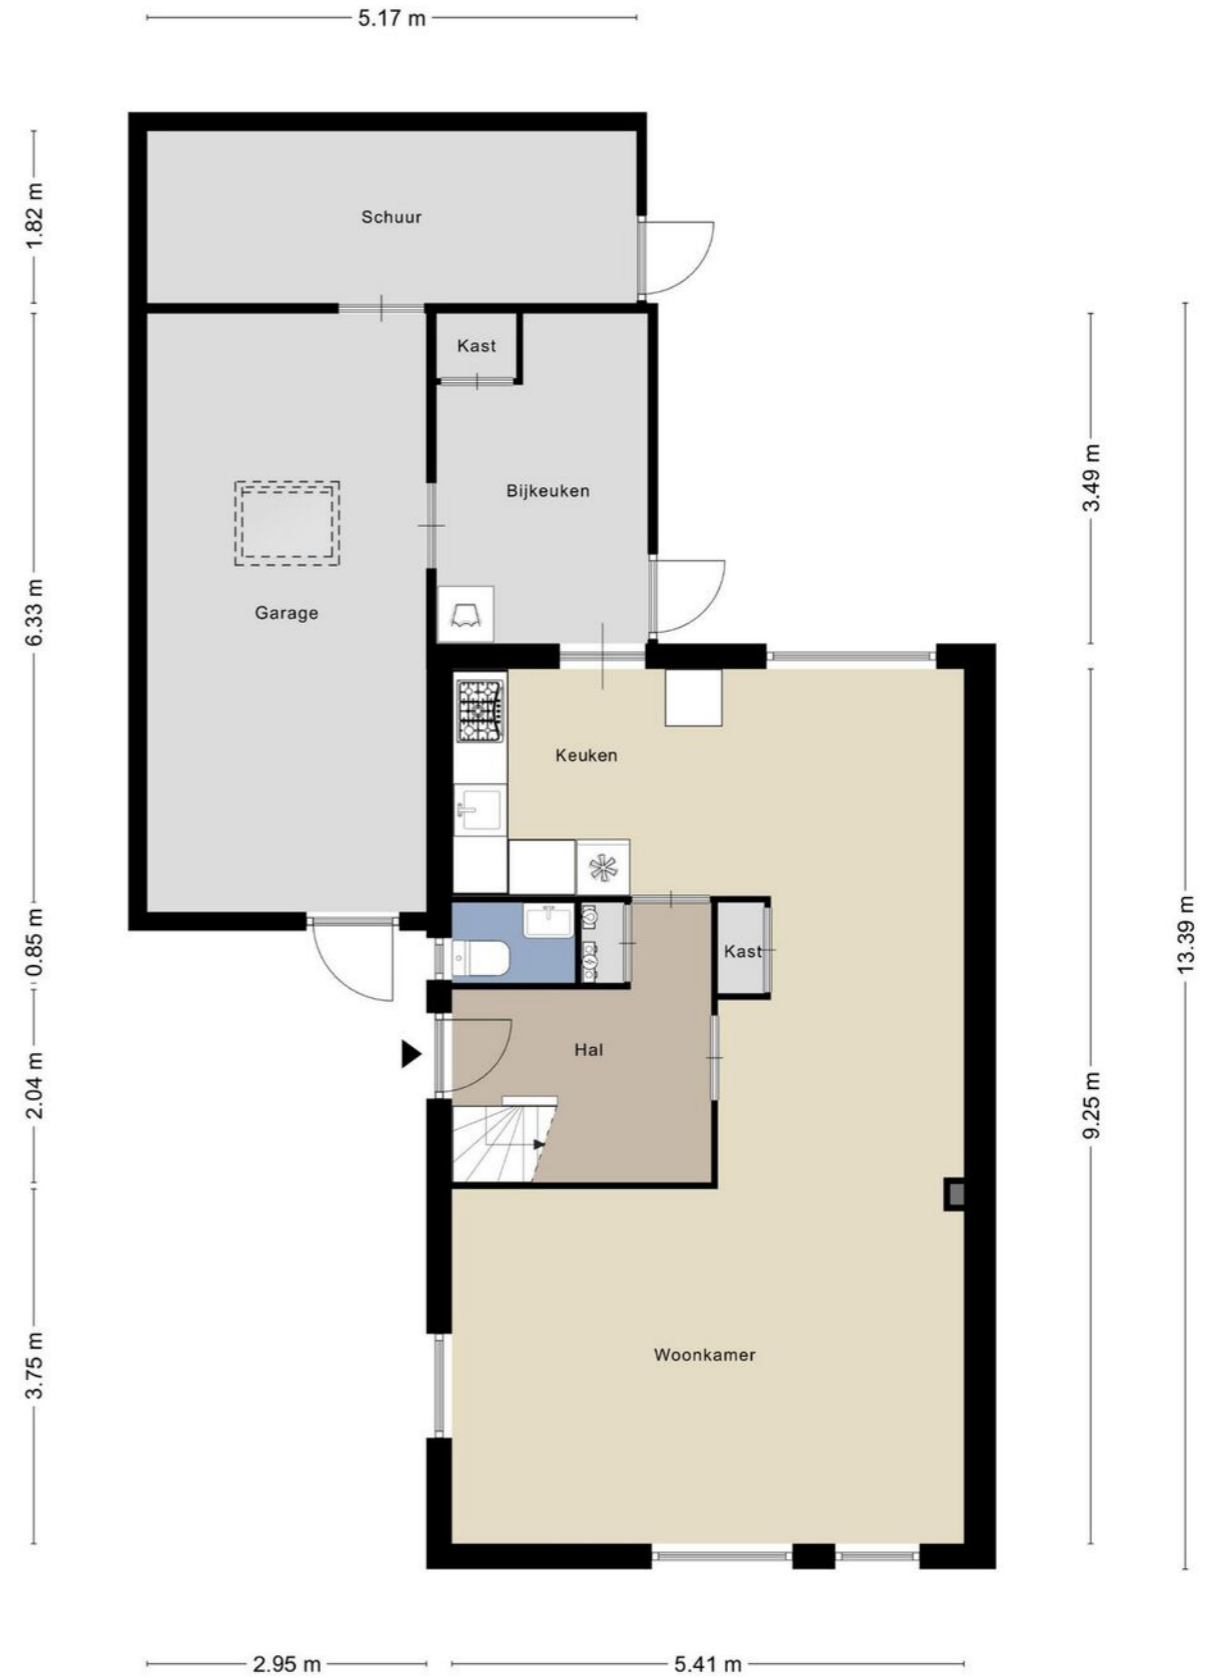 5.17 m
1.82 m
Schuur
Kast
3.49 m
Bijkeuken
6.33 m
Garage
Keuken
0.85 m
Kast
13.39 m
Hal
2.04 m
9.25 m
3.75 m
Woonkamer
2.95 m
5.41 m